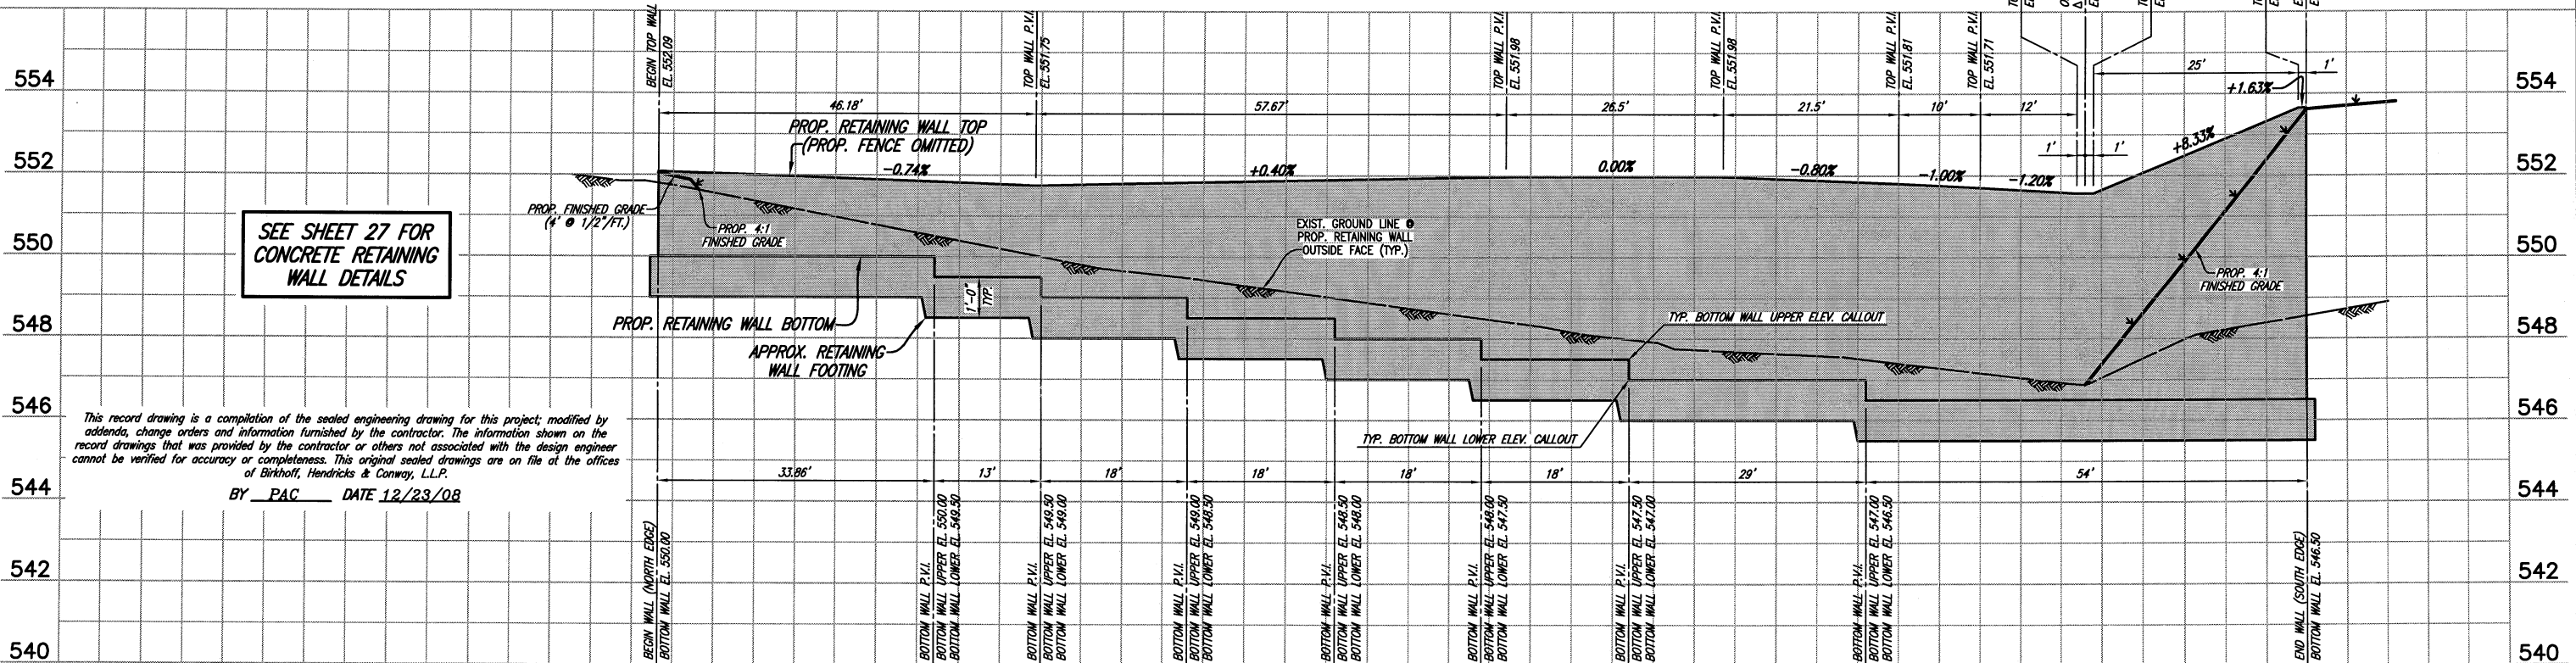 BEGIN TOP WALL
EL 552.09
TOP WALL P.V.I.
EL 551.75
TOP WALL P.V.I.
EL 551.98
TOP WALL P.V.I.
EL 551.98
TOP WALL P.V.I.
EL 551.81
TOP WALL P.V.I.
EL 551.71
554
554
46.18'
57.67'
26.5'
21.5'
10'
12'
25'
1'
1'
1'
+1.63%
PROP. RETAINING WALL TOP
(PROP. FENCE OMITTED)
552
552
-0.74%
+0.40%
0.00%
-0.80%
-1.00%
-1.20%
+8.33%
PROP. FINISHED GRADE
(4' @ 1/2"/FT.)
PROP. 4:1
FINISHED GRADE
SEE SHEET 27 FOR
CONCRETE RETAINING
WALL DETAILS
EXIST. GROUND LINE @
PROP. RETAINING WALL
OUTSIDE FACE (TYP.)
550
550
PROP. 4:1
FINISHED GRADE
1'-0"
TYP.
PROP. RETAINING WALL BOTTOM
TYP. BOTTOM WALL UPPER ELEV. CALLOUT
548
548
APPROX. RETAINING
WALL FOOTING
546
546
TYP. BOTTOM WALL LOWER ELEV. CALLOUT
This record drawing is a compilation of the sealed engineering drawing for this project; modified by
addenda, change orders and information furnished by the contractor. The information shown on the
record drawings that was provided by the contractor or others not associated with the design engineer
cannot be verified for accuracy or completeness. This original sealed drawings are on file at the offices
of Birkhoff, Hendricks & Conway, L.L.P.
BY PAC DATE 12/23/08
33.86'
13'
18'
18'
18'
18'
29'
54'
544
544
BEGIN WALL (NORTH EDGE)
BOTTOM WALL EL 550.00
BOTTOM WALL P.V.I.
BOTTOM WALL UPPER EL 550.00
BOTTOM WALL LOWER EL 549.50
BOTTOM WALL P.V.I.
BOTTOM WALL UPPER EL 549.50
BOTTOM WALL LOWER EL 549.00
BOTTOM WALL P.V.I.
BOTTOM WALL UPPER EL 549.00
BOTTOM WALL LOWER EL 548.50
BOTTOM WALL P.V.I.
BOTTOM WALL UPPER EL 548.50
BOTTOM WALL LOWER EL 548.00
BOTTOM WALL P.V.I.
BOTTOM WALL UPPER EL 548.00
BOTTOM WALL LOWER EL 547.50
BOTTOM WALL P.V.I.
BOTTOM WALL UPPER EL 547.50
BOTTOM WALL LOWER EL 547.00
BOTTOM WALL P.V.I.
BOTTOM WALL UPPER EL 547.00
BOTTOM WALL LOWER EL 546.50
END WALL (SOUTH EDGE)
BOTTOM WALL EL 546.50
542
542
540
540